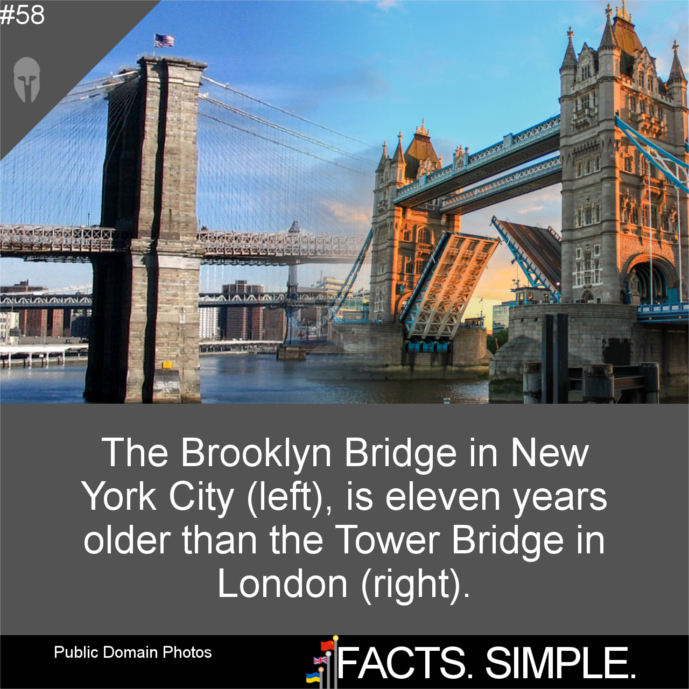 #58
The Brooklyn Bridge in New
York City (left), is eleven years
older than the Tower Bridge in
London (right).
Public Domain Photos
FACTS. SIMPLE.